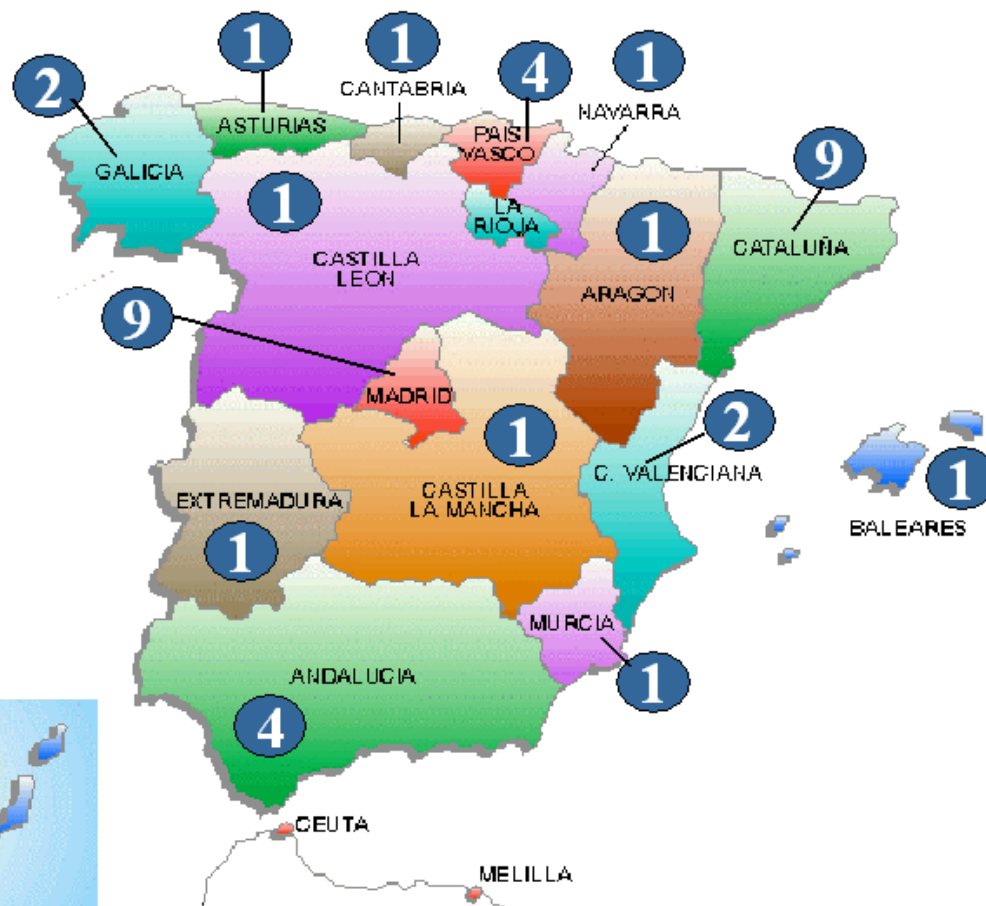 1
1
4
1
2
CANTABRIA
NAVARRA
ASTURIAS
PAIS
VASCO
9
GALICIA
1
LA
RIOJA
1
CATALUÑA
CASTILLA
LEON
ARAGON
9
MADRID
2
1
C. VALENCIANA
1
EXTREMADURA
CASTILLA
LA MANCHA
BALEARES
1
MURCIA
ANDALUCIA
1
4
CEUTA
MELILLA